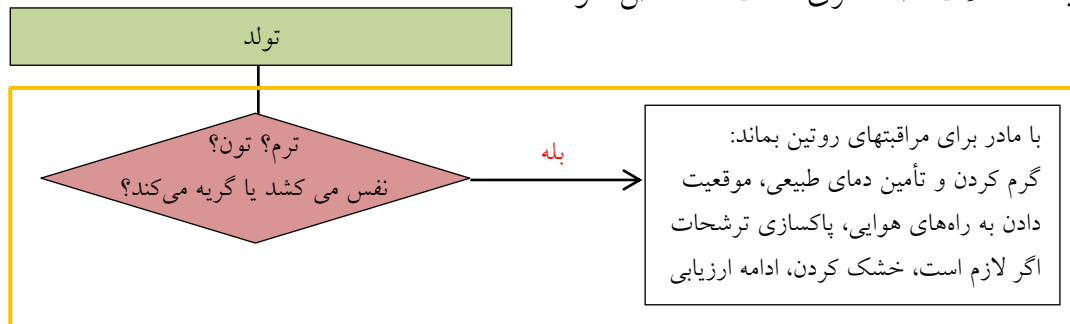 تولد
ترم؟ تون؟
نفس می کشد یا گریه می‌کند؟
بله
با مادر برای مراقبتهای روتین بماند:
گرم کردن و تأمین دمای طبیعی، موقعیت
دادن به راه‌های هوایی، پاکسازی ترشحات
اگر لازم است، خشک کردن، ادامه ارزیابی